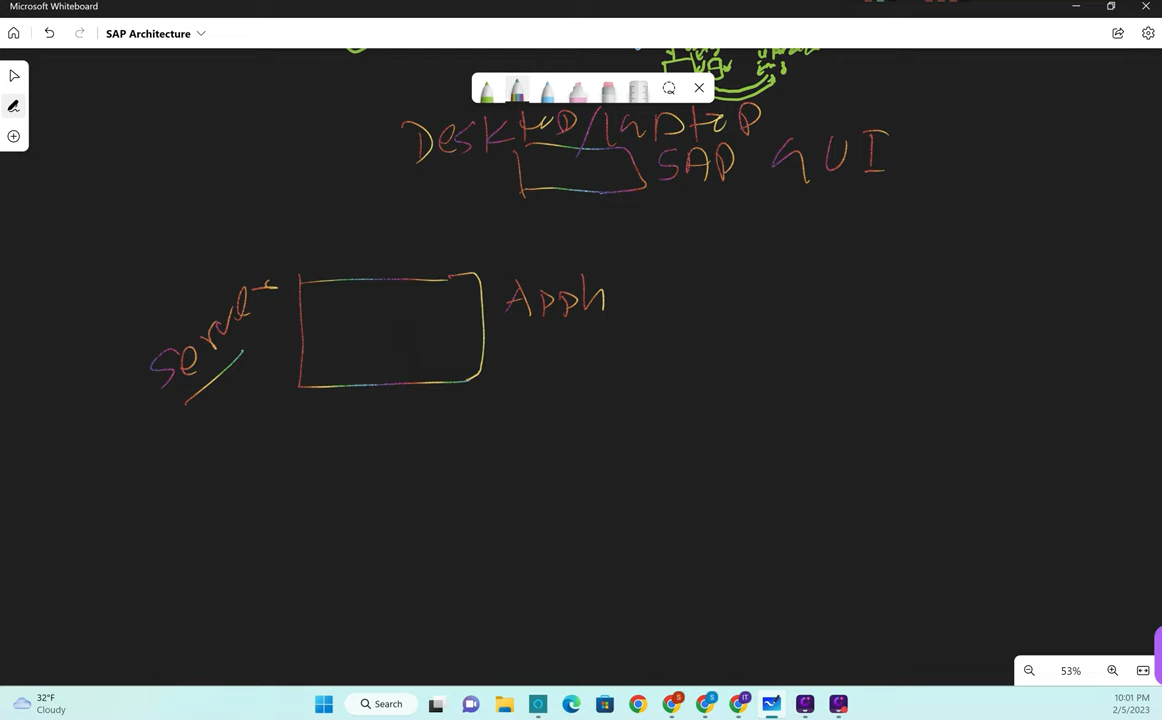 Microsoft Whiteboard
SAP Architecture
Desktop/laptop
SAP GUI
Server
Appl
53%
32°F
Cloudy
Search
10:01 PM
2/5/2023